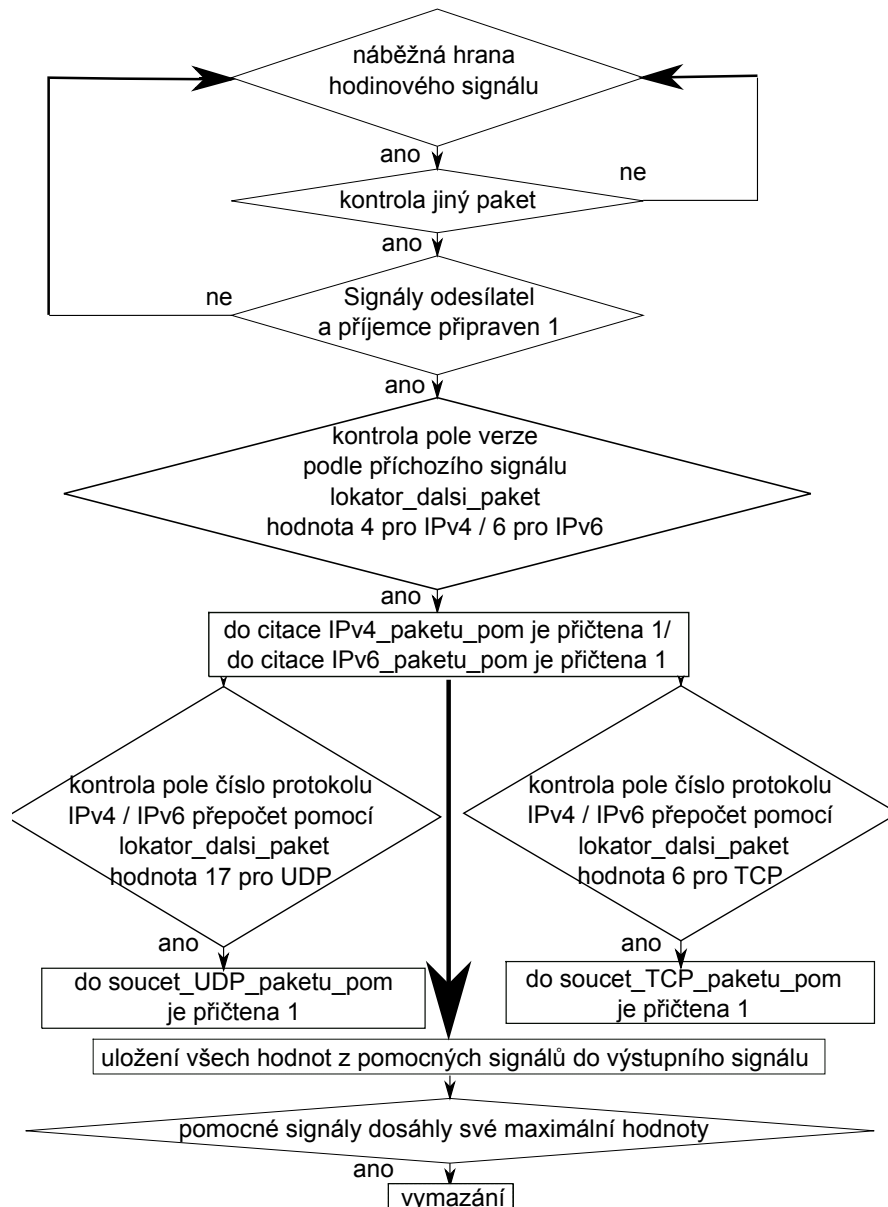 náběžná hrana
hodinového signálu
ano
ne
kontrola jiný paket
ano
ne
Signály odesílatel
a příjemce připraven 1
ano
kontrola pole verze
podle příchozího signálu
lokator_dalsi_paket
hodnota 4 pro IPv4 / 6 pro IPv6
ano
do citace IPv4_paketu_pom je přičtena 1/
do citace IPv6_paketu_pom je přičtena 1
kontrola pole číslo protokolu
IPv4 / IPv6 přepočet pomocí
lokator_dalsi_paket
hodnota 17 pro UDP
ano
do soucet_UDP_paketu_pom
je přičtena 1
kontrola pole číslo protokolu
IPv4 / IPv6 přepočet pomocí
lokator_dalsi_paket
hodnota 6 pro TCP
ano
do soucet_TCP_paketu_pom
je přičtena 1
uložení všech hodnot z pomocných signálů do výstupního signálu
pomocné signály dosáhly své maximální hodnoty
ano
vymazání